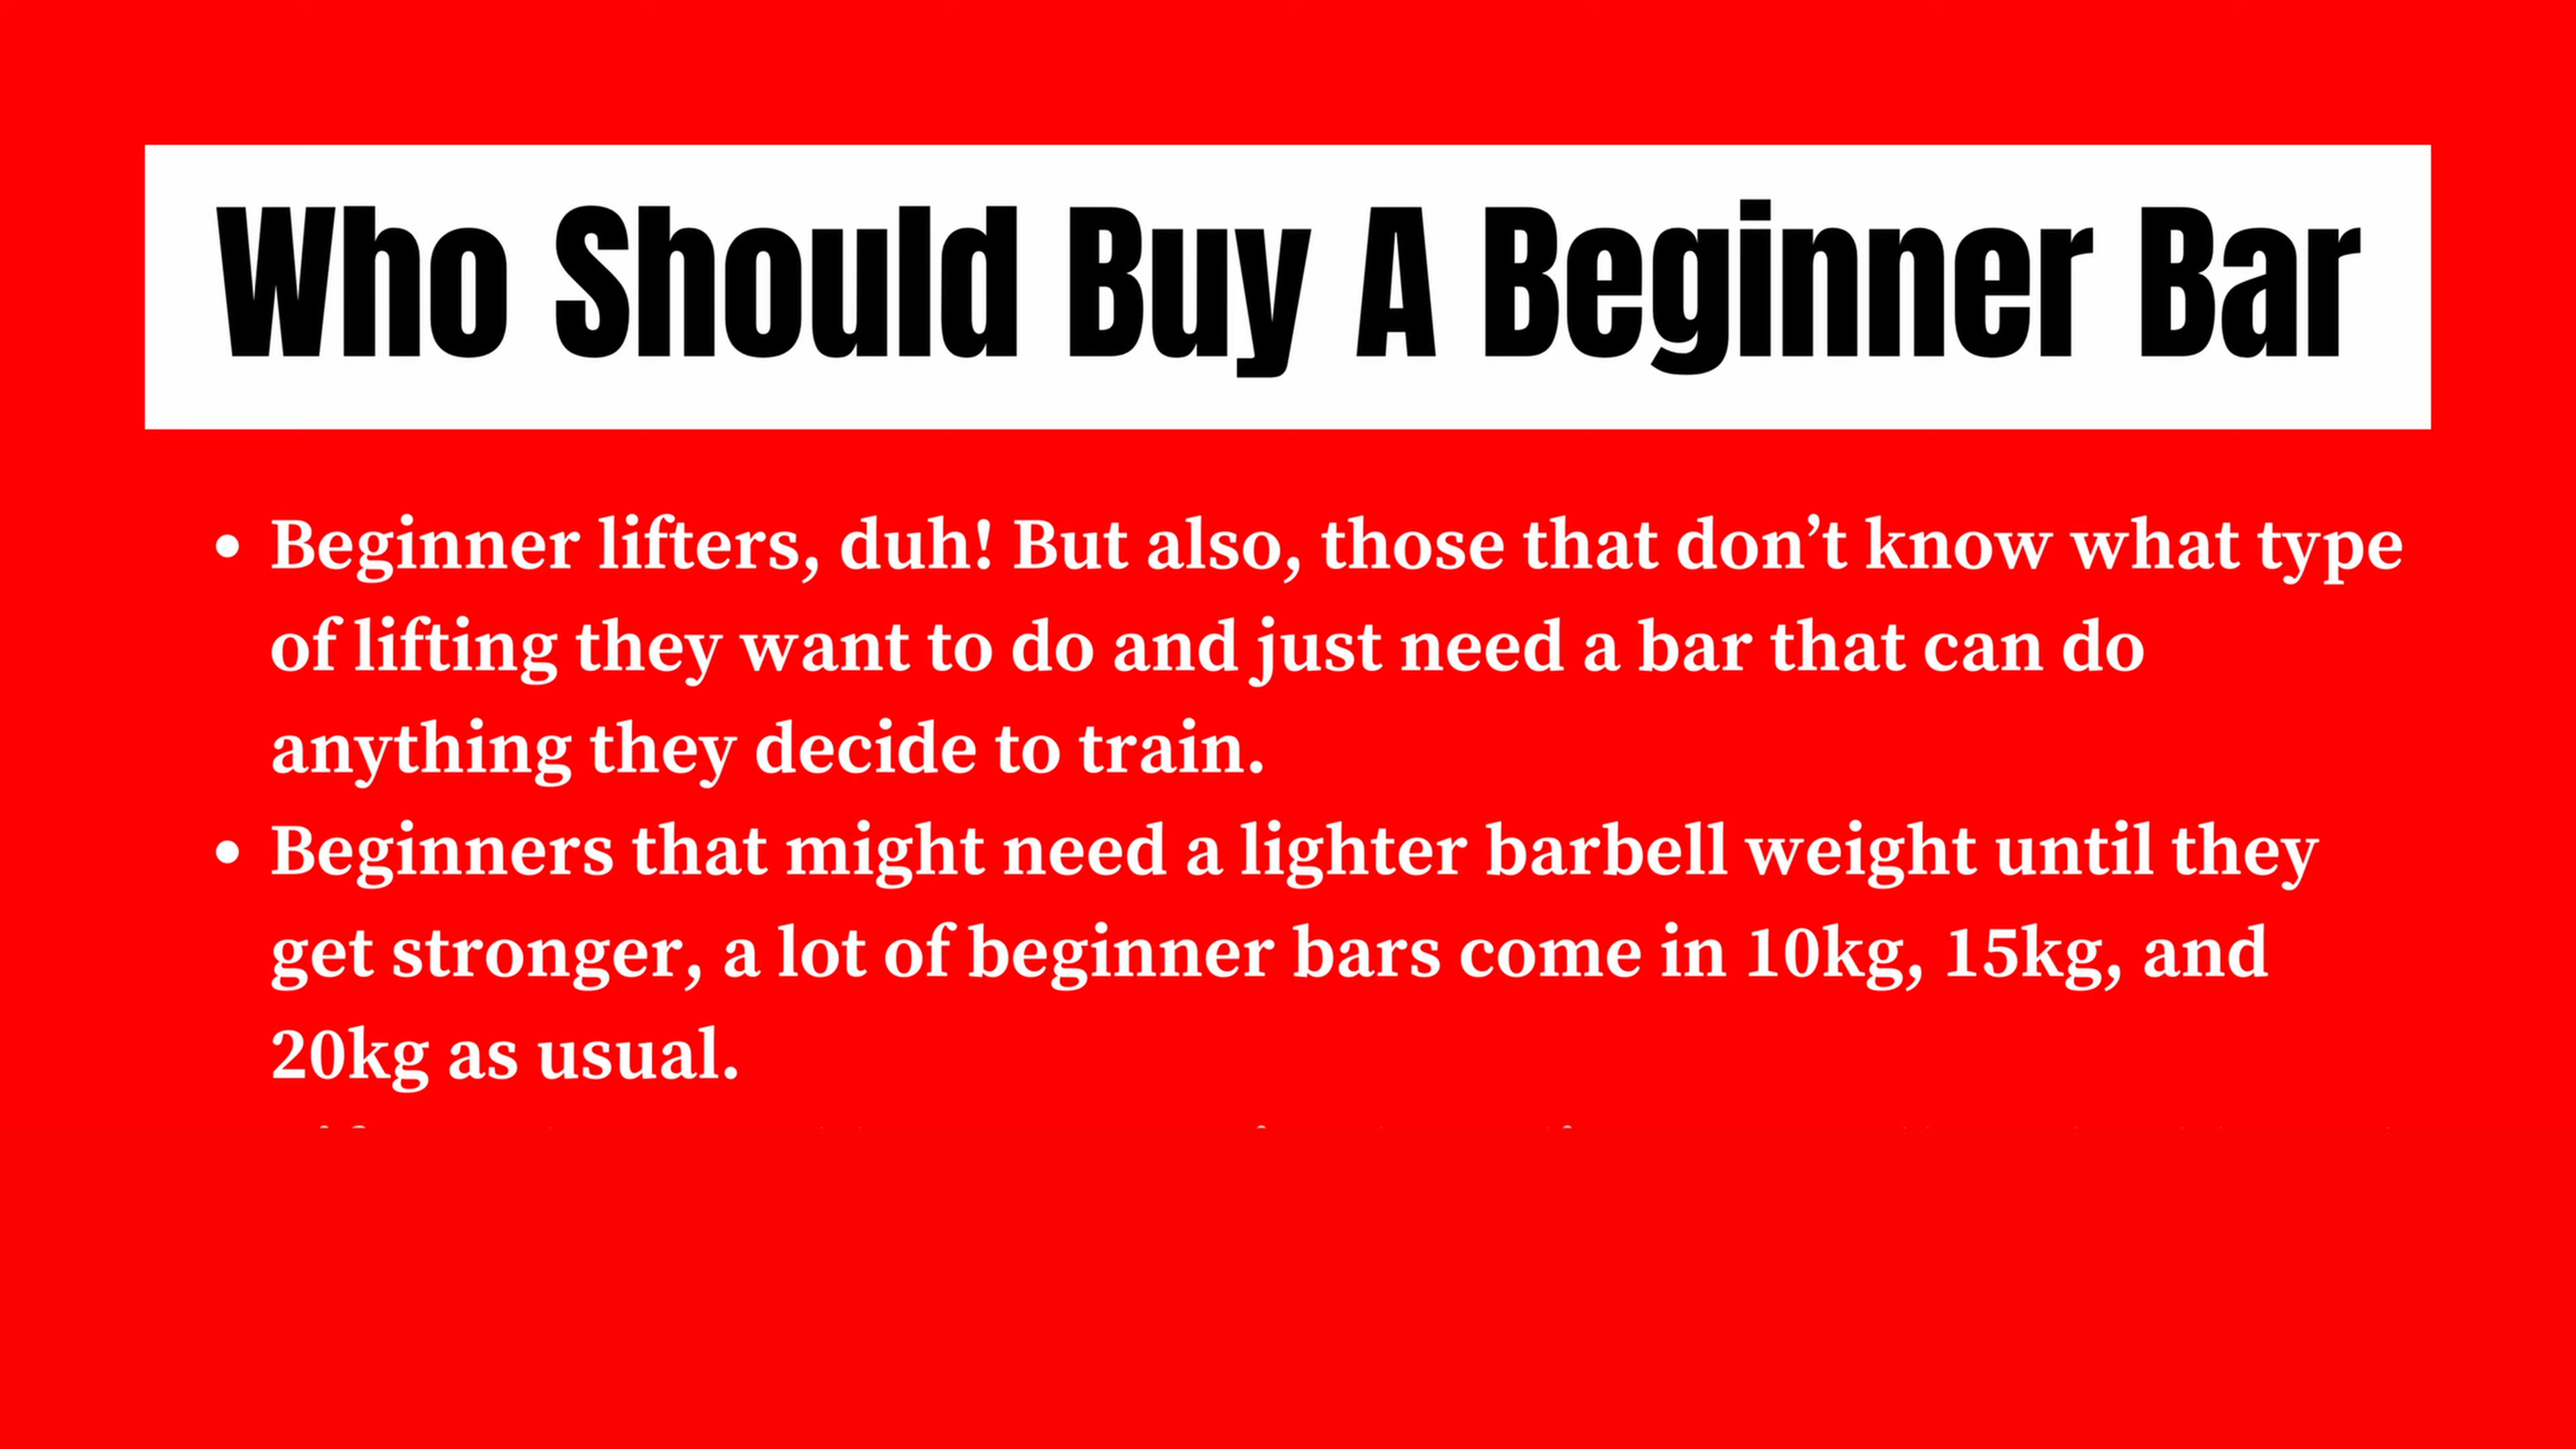 Who Should Buy A Beginner Bar
• Beginner lifters, duh! But also, those that don’t know what type
of lifting they want to do and just need a bar that can do
anything they decide to train.
• Beginners that might need a lighter barbell weight until they
get stronger, a lot of beginner bars come in 10kg, 15kg, and
20kg as usual.